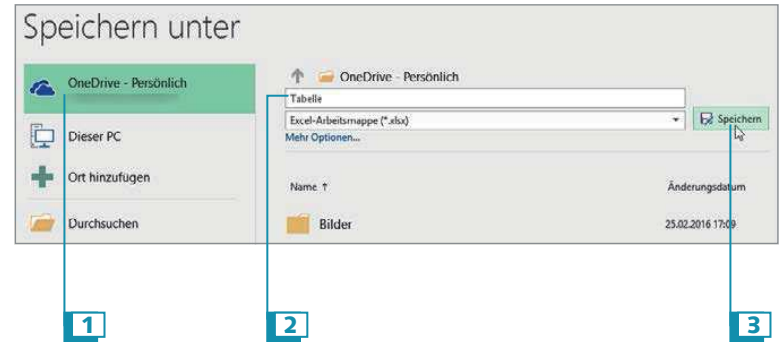 Speichern unter
OneDrive - Persönlich
Dieser PC
Ort hinzufügen
Durchsuchen
OneDrive - Persönlich
Tabelle
Excel-Arbeitsmappe (*.xlsx)
Speichern
Mehr Optionen...
Name ↑
Änderungsdatum
Bilder
25.02.2016 17:09
1
2
3